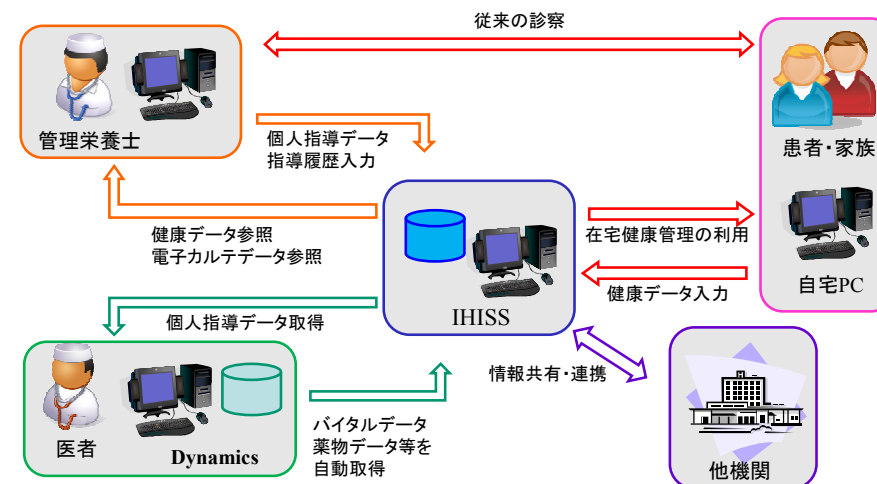 従来の診察
管理栄養士
個人指導データ
指導履歴入力
患者・家族
健康データ参照
電子カルテデータ参照
在宅健康管理の利用
自宅PC
健康データ入力
IHISS
個人指導データ取得
情報共有・連携
医者
Dynamics
バイタルデータ
薬物データ等を
自動取得
他機関